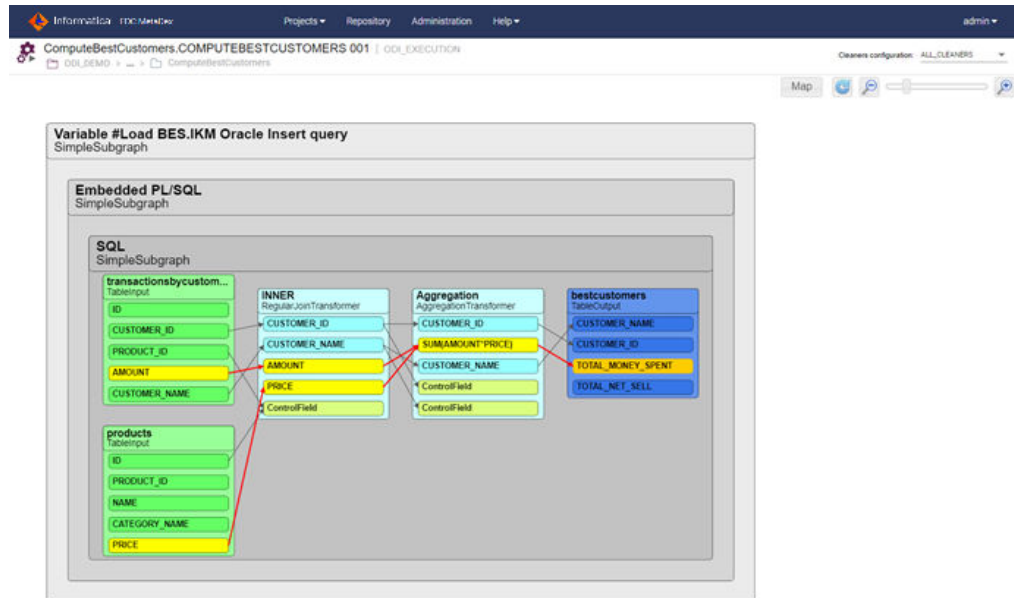 Informatica EDC MetaDex Projects Repository Administration Help admin
ComputeBestCustomers.COMPUTEBESTCUSTOMERS 001 | ODI_EXECUTION
ODI_DEMO > ... > ComputeBestCustomers
Cleaners configuration: ALL_CLEANERS
Map
Variable #Load BES.IKM Oracle Insert query
SimpleSubgraph
Embedded PL/SQL
SimpleSubgraph
SQL
SimpleSubgraph
transactionsbycustom...
TableInput
ID
CUSTOMER_ID
PRODUCT_ID
AMOUNT
CUSTOMER_NAME
products
TableInput
ID
PRODUCT_ID
NAME
CATEGORY_NAME
PRICE
INNER
RegularJoinTransformer
CUSTOMER_ID
CUSTOMER_NAME
AMOUNT
PRICE
ControlField
Aggregation
AggregationTransformer
CUSTOMER_ID
SUM(AMOUNT*PRICE)
CUSTOMER_NAME
ControlField
ControlField
bestcustomers
TableOutput
CUSTOMER_NAME
CUSTOMER_ID
TOTAL_MONEY_SPENT
TOTAL_NET_SELL